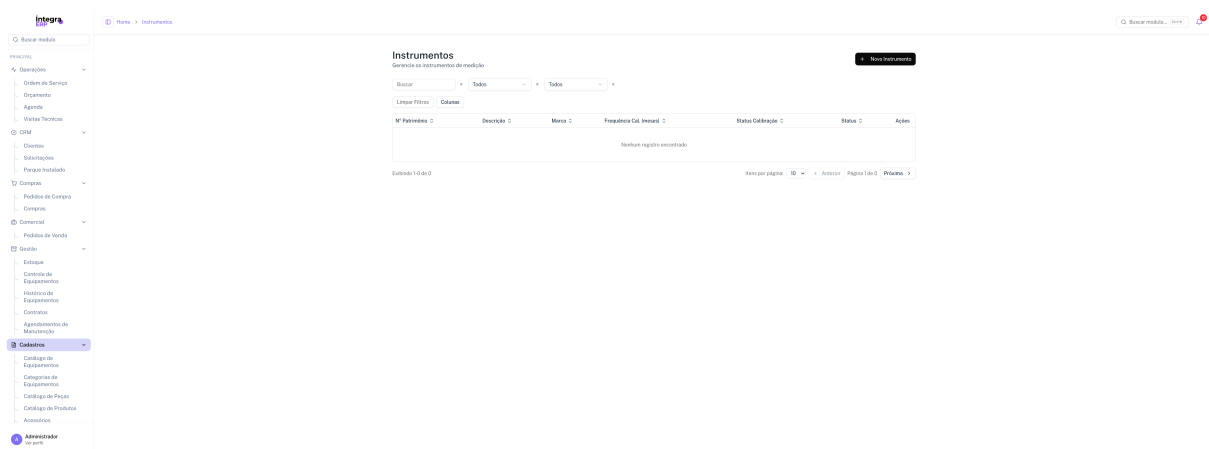 integra
ERP
Buscar modulo
PRINCIPAL
Operações
Ordem de Serviço
Orçamento
Agenda
Visitas Técnicas
CRM
Clientes
Solicitações
Parque Instalado
Compras
Pedidos de Compra
Compras
Comercial
Pedidos de Venda
Gestão
Estoque
Controle de
Equipamentos
Histórico de
Equipamentos
Contratos
Agendamentos de
Manutenção
Cadastros
Catálogo de
Equipamentos
Categorias de
Equipamentos
Catálogo de Peças
Catálogo de Produtos
Acessórios
A
Administrador
Ver perfil
Home > Instrumentos
Buscar modulo...
Instrumentos
Gerencie os instrumentos de medição
+ Novo Instrumento
Buscar
Todos
Todos
Limpar Filtros
Colunas
Nº Patrimônio
Descrição
Marca
Frequência Cal. (meses)
Status Calibração
Status
Ações
Nenhum registro encontrado
Exibindo 1-0 de 0
Itens por página: 10
< Anterior
Página 1 de 0
Próxima >